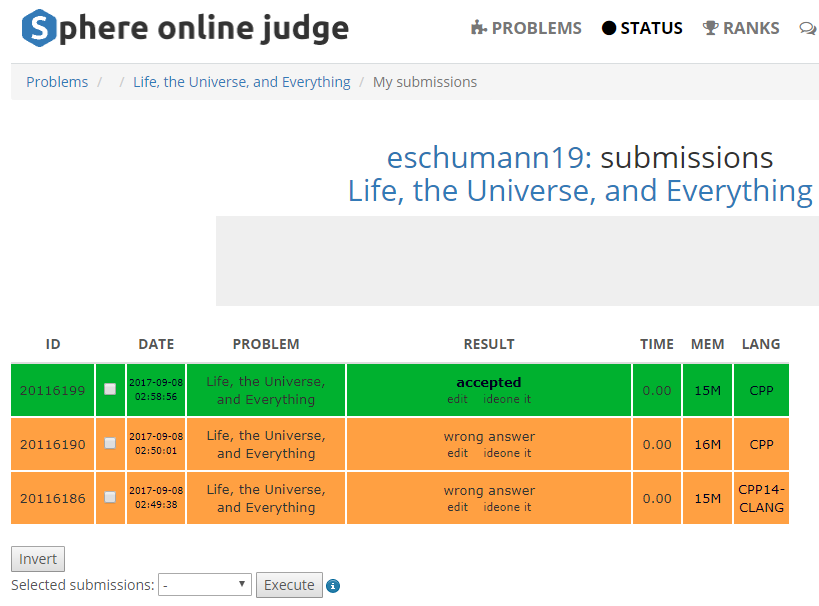 Sphere online judge
PROBLEMS STATUS RANKS
Problems / / Life, the Universe, and Everything / My submissions
eschumann19: submissions
Life, the Universe, and Everything
ID DATE PROBLEM RESULT TIME MEM LANG
20116199 2017-09-08 02:58:56 Life, the Universe, and Everything accepted edit ideone it 0.00 15M CPP
20116190 2017-09-08 02:50:01 Life, the Universe, and Everything wrong answer edit ideone it 0.00 16M CPP
20116186 2017-09-08 02:49:38 Life, the Universe, and Everything wrong answer edit ideone it 0.00 15M CPP14-CLANG
Invert
Selected submissions: - Execute